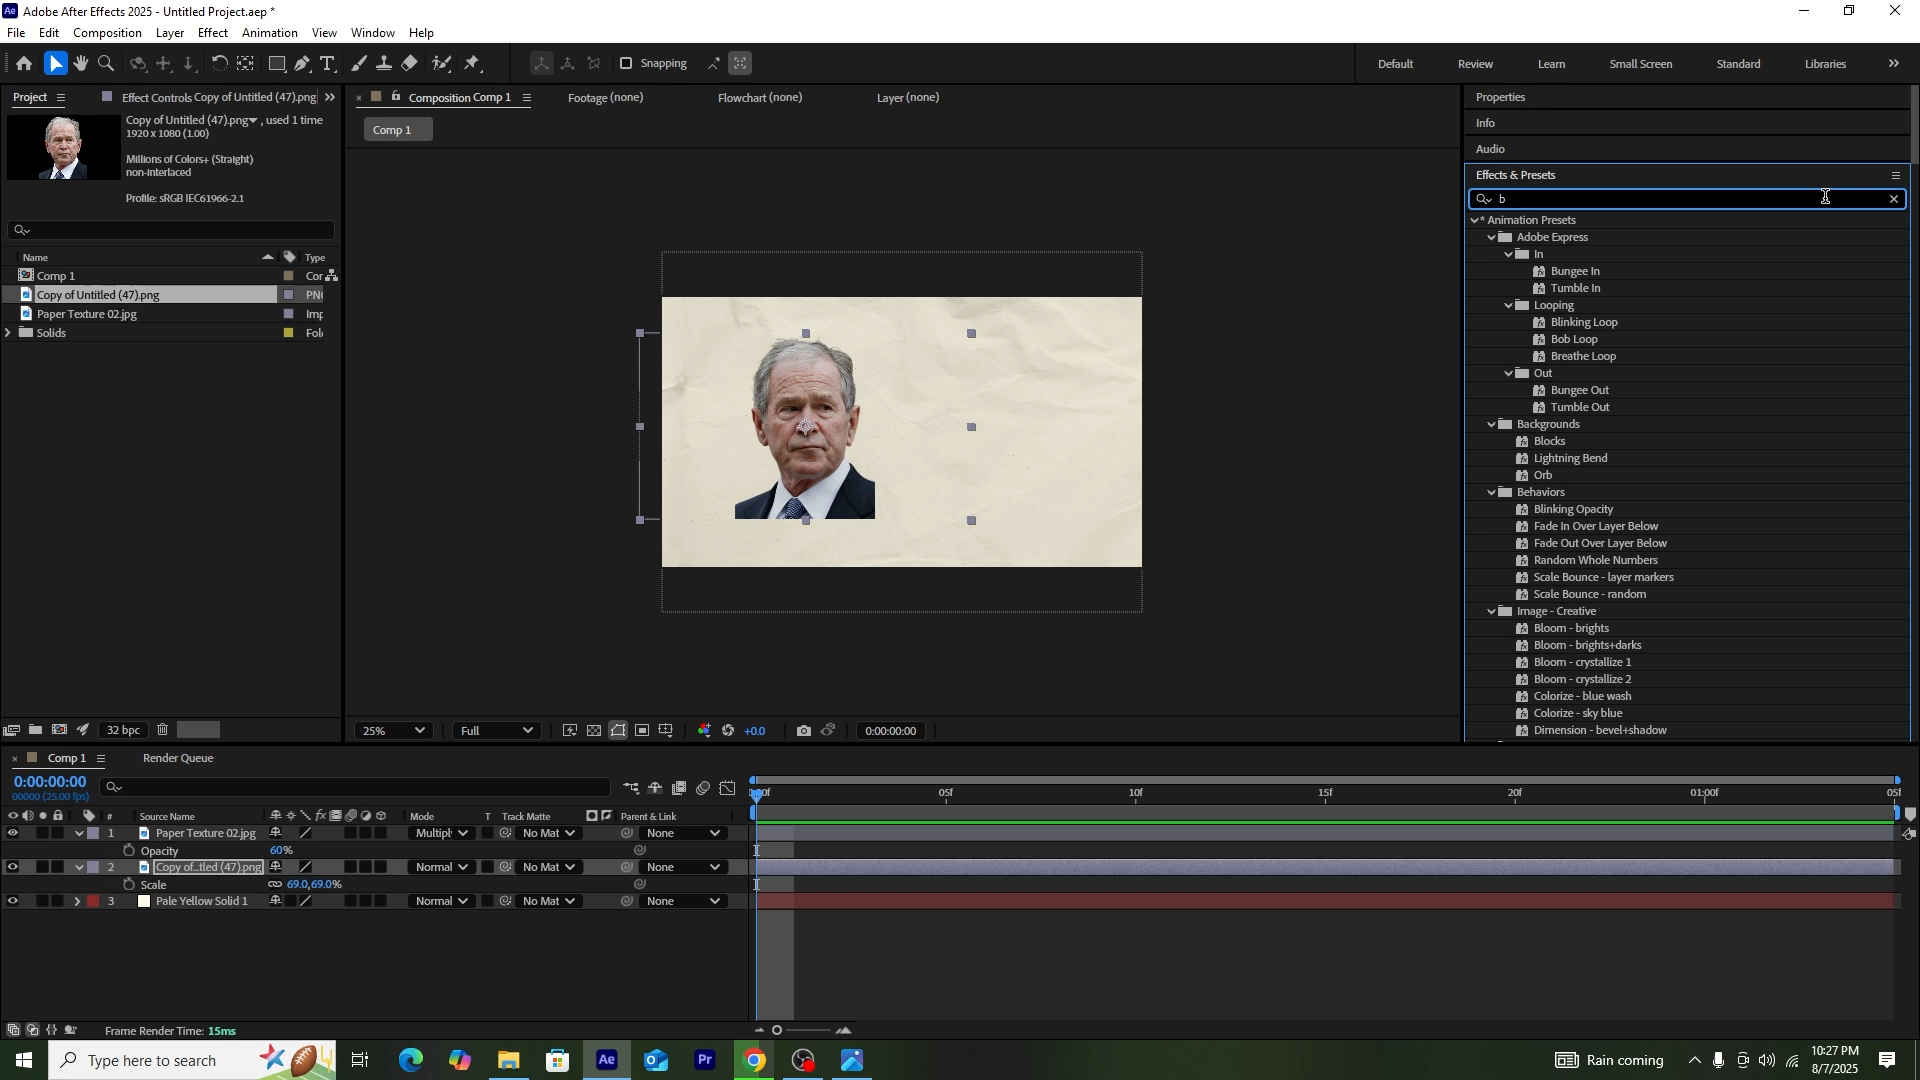 Adobe After Effects 2025 - Untitled Project.aep *
File Edit Composition Layer Effect Animation View Window Help
Snapping
Default Review Learn Small Screen Standard Libraries
Project
Effect Controls Copy of Untitled (47).png
Composition Comp 1
Footage (none)
Flowchart (none)
Layer (none)
Comp 1
Copy of Untitled (47).png , used 1 time
1920 x 1080 (1.00)
Millions of Colors+ (Straight)
non-interlaced
Profile: sRGB IEC61966-2.1
Name Type
Comp 1 Cor
Copy of Untitled (47).png PNG
Paper Texture 02.jpg Imp
Solids Fol
32 bpc
25% Full +0.0 0:00:00:00
Properties
Info
Audio
Effects & Presets
b
* Animation Presets
Adobe Express
In
Bungee In
Tumble In
Looping
Blinking Loop
Bob Loop
Breathe Loop
Out
Bungee Out
Tumble Out
Backgrounds
Blocks
Lightning Bend
Orb
Behaviors
Blinking Opacity
Fade In Over Layer Below
Fade Out Over Layer Below
Random Whole Numbers
Scale Bounce - layer markers
Scale Bounce - random
Image - Creative
Bloom - brights
Bloom - brights+darks
Bloom - crystallize 1
Bloom - crystallize 2
Colorize - blue wash
Colorize - sky blue
Dimension - bevel+shadow
Comp 1
Render Queue
0:00:00:00
00000 (25.00 fps)
05f 10f 15f 20f 01:00f 05f
# Source Name Mode T Track Matte Parent & Link
1 Paper Texture 02.jpg Multipl No Mat None
Opacity 60%
2 Copy of...tled (47).png Normal No Mat None
Scale 69.0,69.0%
3 Pale Yellow Solid 1 Normal No Mat None
Frame Render Time: 15ms
Type here to search
Rain coming
10:27 PM
8/7/2025